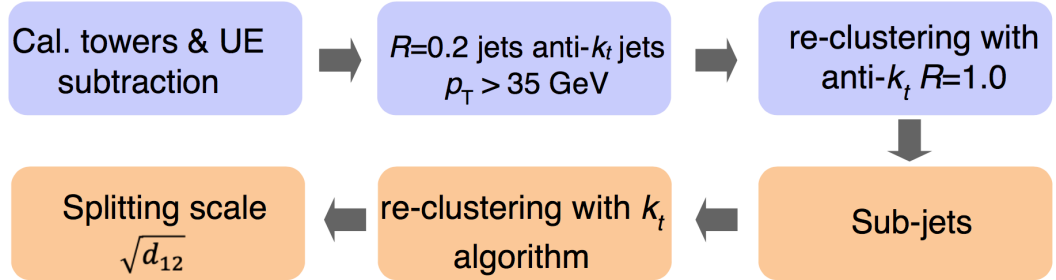 Cal. towers & UE
subtraction
R=0.2 jets anti-kₜ jets
p_T > 35 GeV
re-clustering with
anti-kₜ R=1.0
Sub-jets
re-clustering with kₜ
algorithm
Splitting scale
√d₁₂